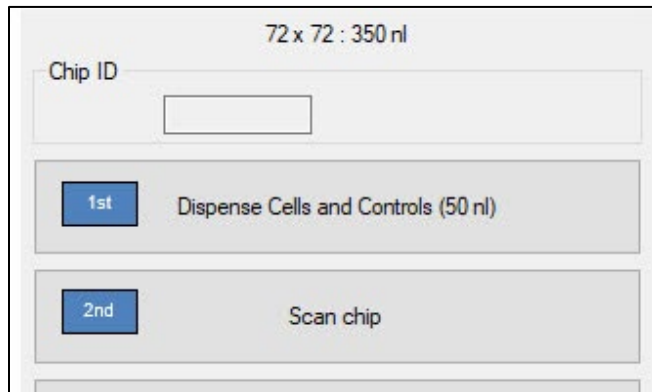 72 x 72 : 350 nl
Chip ID
1st Dispense Cells and Controls (50 nl)
2nd Scan chip